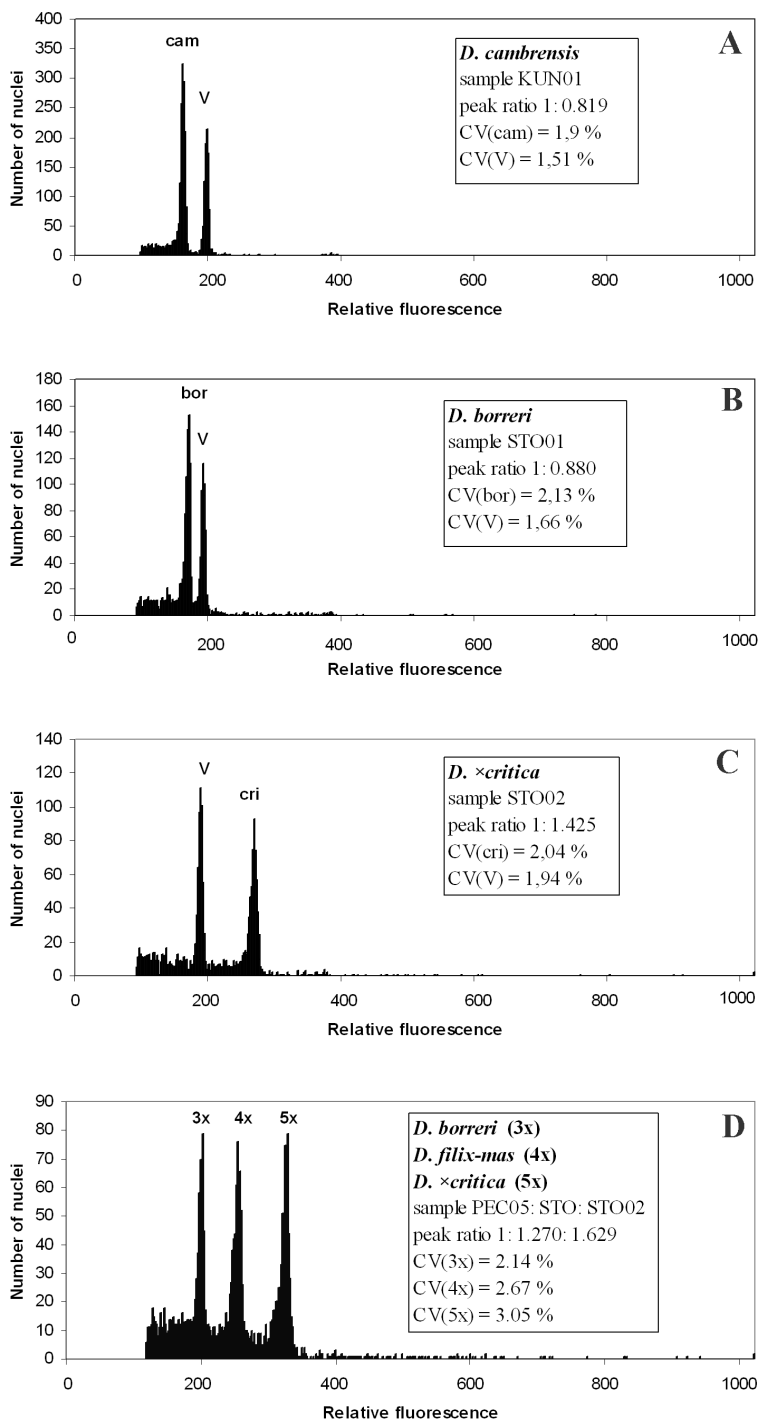 A
400
350
300
250
200
150
100
50
0
Number of nuclei
cam
V
D. cambrensis
sample KUN01
peak ratio 1: 0.819
CV(cam) = 1,9 %
CV(V) = 1,51 %
0 200 400 600 800 1000
Relative fluorescence
B
180
160
140
120
100
80
60
40
20
0
Number of nuclei
bor
V
D. borreri
sample STO01
peak ratio 1: 0.880
CV(bor) = 2,13 %
CV(V) = 1,66 %
0 200 400 600 800 1000
Relative fluorescence
C
140
120
100
80
60
40
20
0
Number of nuclei
V
cri
D. ×critica
sample STO02
peak ratio 1: 1.425
CV(cri) = 2,04 %
CV(V) = 1,94 %
0 200 400 600 800 1000
Relative fluorescence
D
90
80
70
60
50
40
30
20
10
0
Number of nuclei
3x 4x 5x
D. borreri (3x)
D. filix-mas (4x)
D. ×critica (5x)
sample PEC05: STO: STO02
peak ratio 1: 1.270: 1.629
CV(3x) = 2.14 %
CV(4x) = 2.67 %
CV(5x) = 3.05 %
0 200 400 600 800 1000
Relative fluorescence